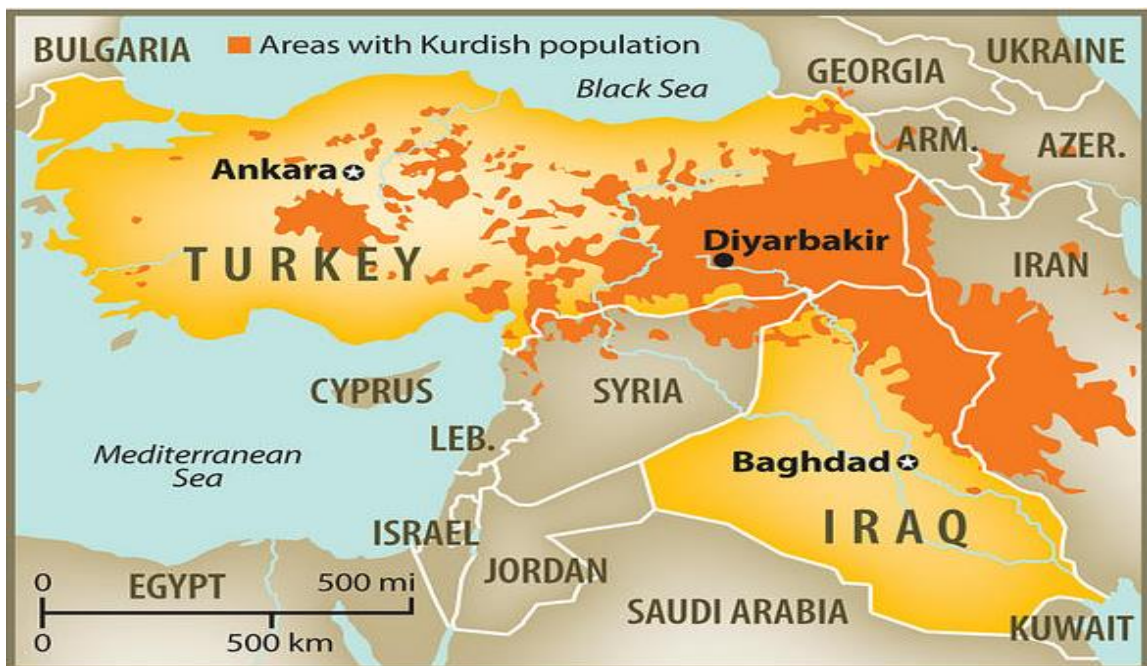 BULGARIA
Areas with Kurdish population
UKRAINE
GEORGIA
Black Sea
ARM.
AZER.
Ankara
Diyarbakir
TURKEY
IRAN
CYPRUS
SYRIA
LEB.
Mediterranean
Sea
Baghdad
IRAQ
ISRAEL
JORDAN
EGYPT
0 500 mi
0 500 km
SAUDI ARABIA
KUWAIT